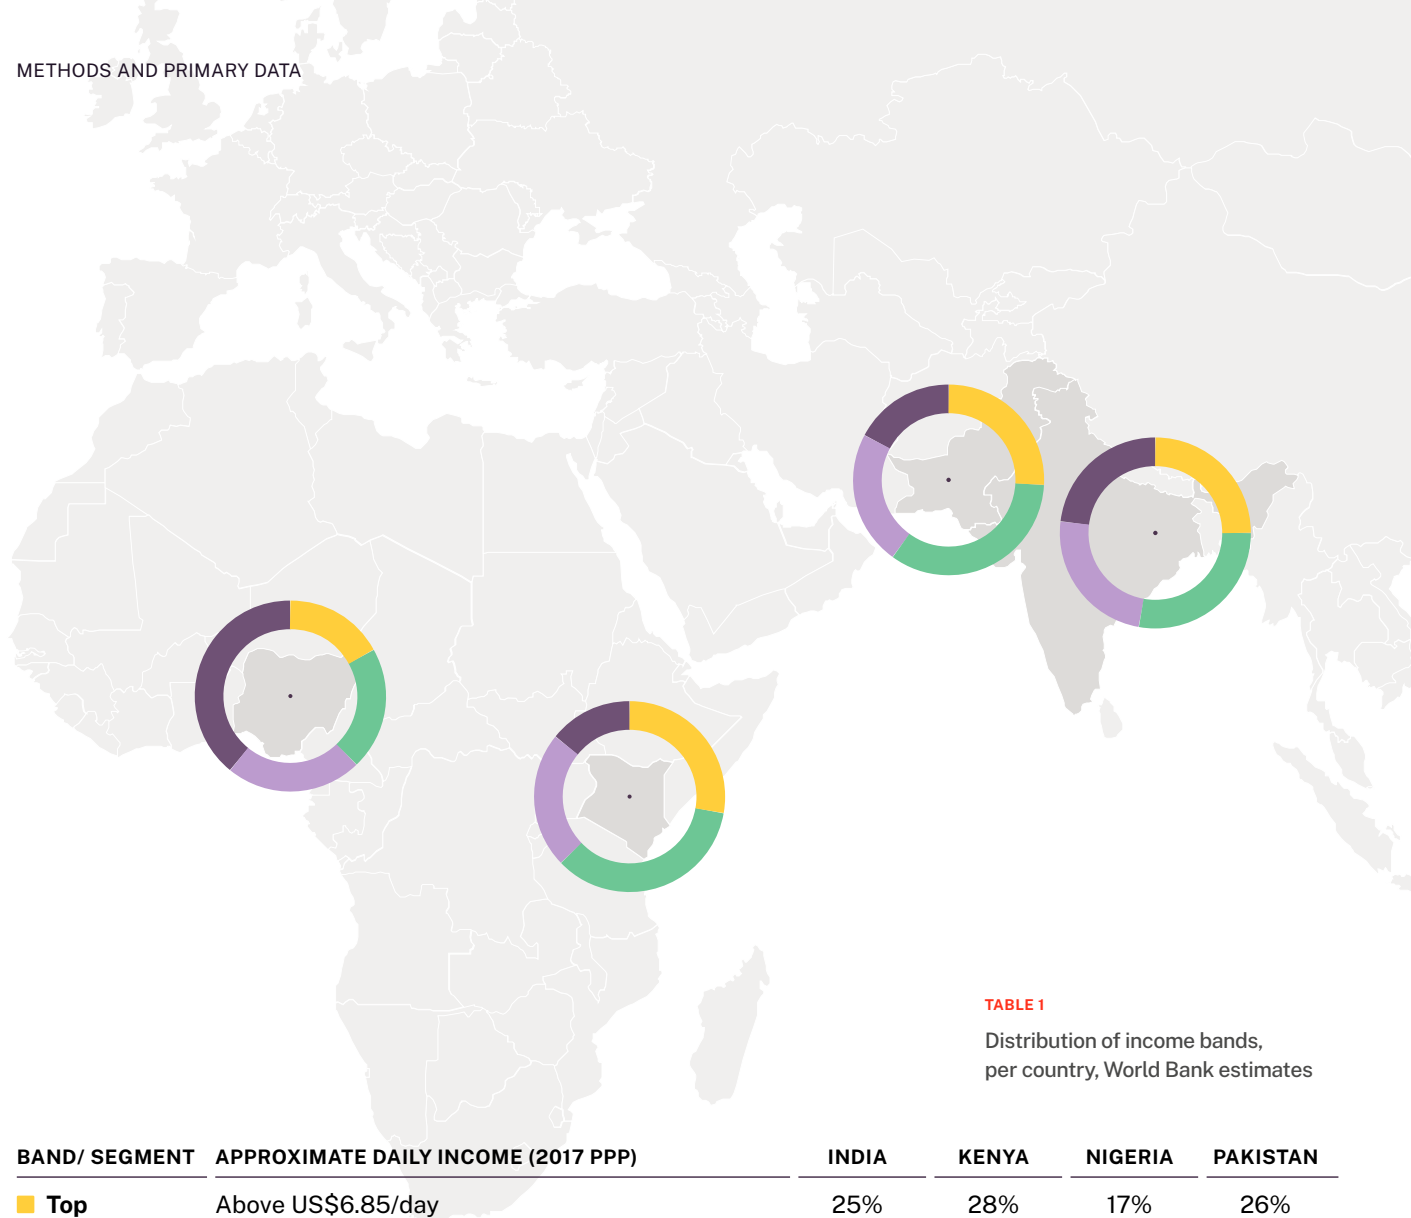 METHODS AND PRIMARY DATA
TABLE 1
Distribution of income bands,
per country, World Bank estimates
BAND/ SEGMENT APPROXIMATE DAILY INCOME (2017 PPP) INDIA KENYA NIGERIA PAKISTAN
Top Above US$6.85/day 25% 28% 17% 26%